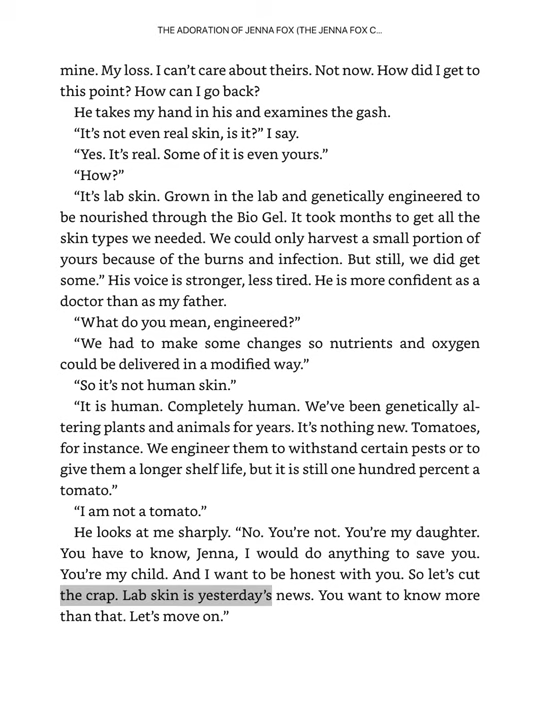 THE ADORATION OF JENNA FOX (THE JENNA FOX C...
mine. My loss. I can’t care about theirs. Not now. How did I get to
this point? How can I go back?
He takes my hand in his and examines the gash.
“It’s not even real skin, is it?” I say.
“Yes. It’s real. Some of it is even yours.”
“How?”
“It’s lab skin. Grown in the lab and genetically engineered to
be nourished through the Bio Gel. It took months to get all the
skin types we needed. We could only harvest a small portion of
yours because of the burns and infection. But still, we did get
some.” His voice is stronger, less tired. He is more confident as a
doctor than as my father.
“What do you mean, engineered?”
“We had to make some changes so nutrients and oxygen
could be delivered in a modified way.”
“So it’s not human skin.”
“It is human. Completely human. We’ve been genetically al-
tering plants and animals for years. It’s nothing new. Tomatoes,
for instance. We engineer them to withstand certain pests or to
give them a longer shelf life, but it is still one hundred percent a
tomato.”
“I am not a tomato.”
He looks at me sharply. “No. You’re not. You’re my daughter.
You have to know, Jenna, I would do anything to save you.
You’re my child. And I want to be honest with you. So let’s cut
the crap. Lab skin is yesterday’s news. You want to know more
than that. Let’s move on.”